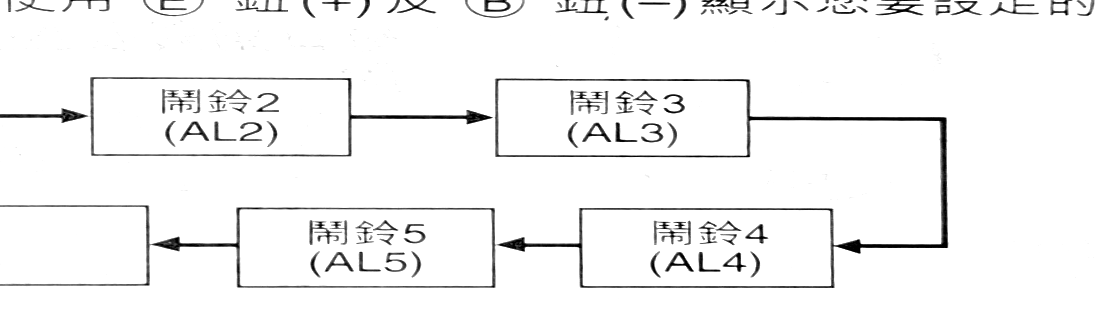 使用 Ⓔ 鈕(+)及 Ⓑ 鈕(−)顯示您要設定的
鬧鈴2
(AL2)
鬧鈴3
(AL3)
鬧鈴5
(AL5)
鬧鈴4
(AL4)